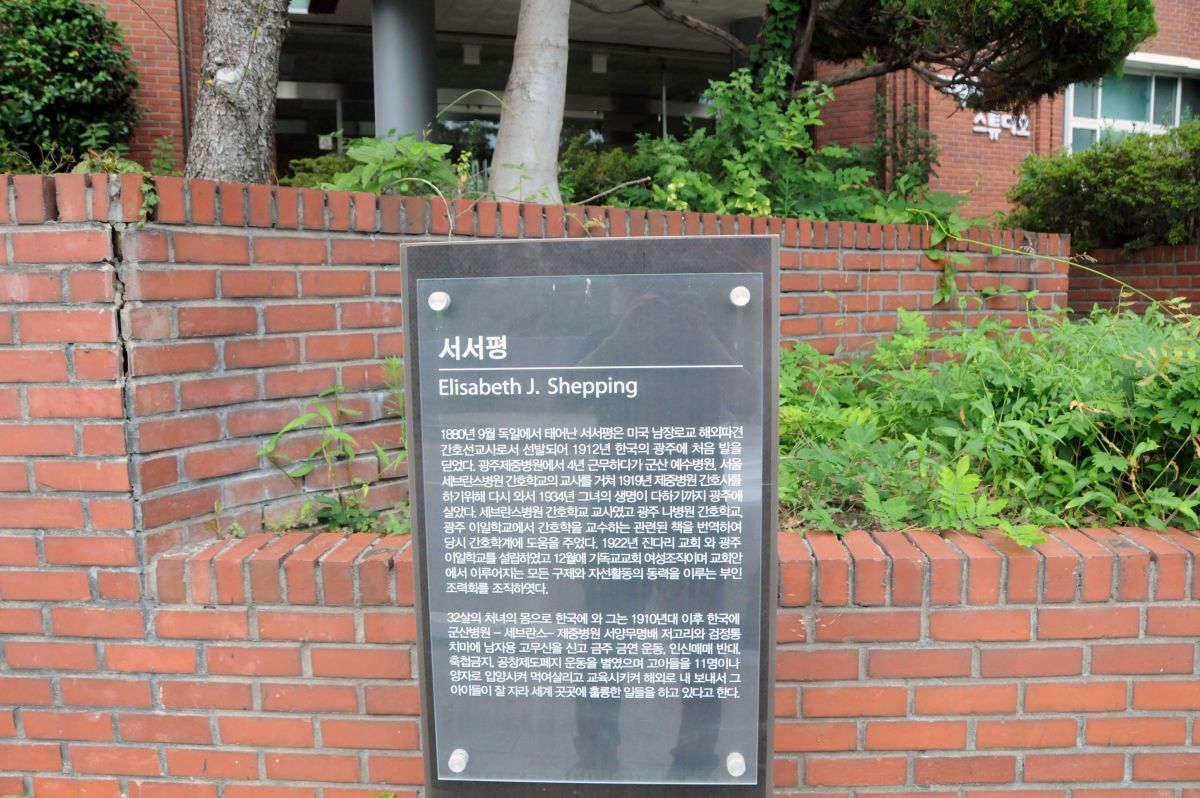 스튜디오
서서평
Elisabeth J. Shepping
1880년 9월 독일에서 태어난 서서평은 미국 남장로교 해외파견
간호선교사로서 선발되어 1912년 한국의 광주에 처음 발을
딛었다. 광주제중병원에서 4년 근무하다가 군산 예수병원, 서울
세브란스병원 간호학교의 교사를 거쳐 1919년 제중병원 간호사를
하기위해 다시 와서 1934년 그녀의 생명이 다하기까지 광주에
살았다. 세브란스병원 간호학교 교사였고 광주 나병원 간호학교,
광주 이일학교에서 간호학을 교수하는 관련된 책을 번역하여
당시 간호학계에 도움을 주었다. 1922년 진다리 교회 와 광주
이일학교를 설립하였고 12월에 기독교교회 여성조직이며 교회안
에서 이루어지는 모든 구제와 자선활동의 동력을 이루는 부인
조력회를 조직하엿다.
32살의 처녀의 몸으로 한국에 와 그는 1910년대 이후 한국에
군산병원 – 세브란스– 제중병원 서양무명배 저고리와 검정통
치마에 남자용 고무신을 신고 금주 금연 운동, 인신매매 반대,
축첩금지, 공창제도폐지 운동을 벌였으며 고아들을 11명이나
양자로 입양시켜 먹여살리고 교육시키켜 해외로 내 보내서 그
아이들이 잘 자라 세계 곳곳에 훌륭한 일들을 하고 있다고 한다.